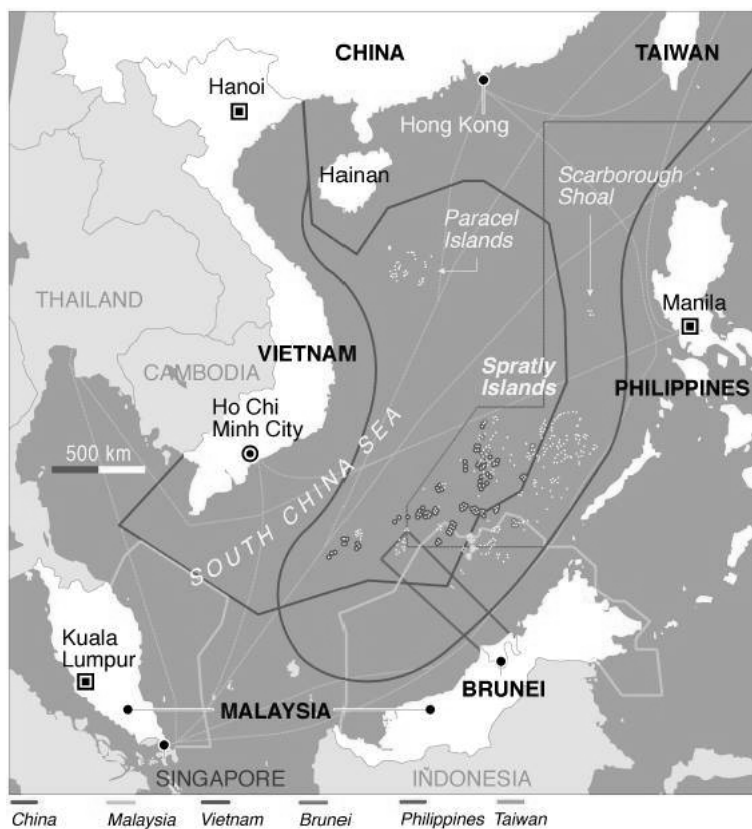 CHINA
TAIWAN
Hanoi
Hong Kong
Hainan
Scarborough
Shoal
Paracel
Islands
THAILAND
Manila
VIETNAM
CAMBODIA
Spratly
Islands
PHILIPPINES
Ho Chi
Minh City
500 km
SOUTH CHINA SEA
Kuala
Lumpur
BRUNEI
MALAYSIA
SINGAPORE
INDONESIA
China Malaysia Vietnam Brunei Philippines Taiwan